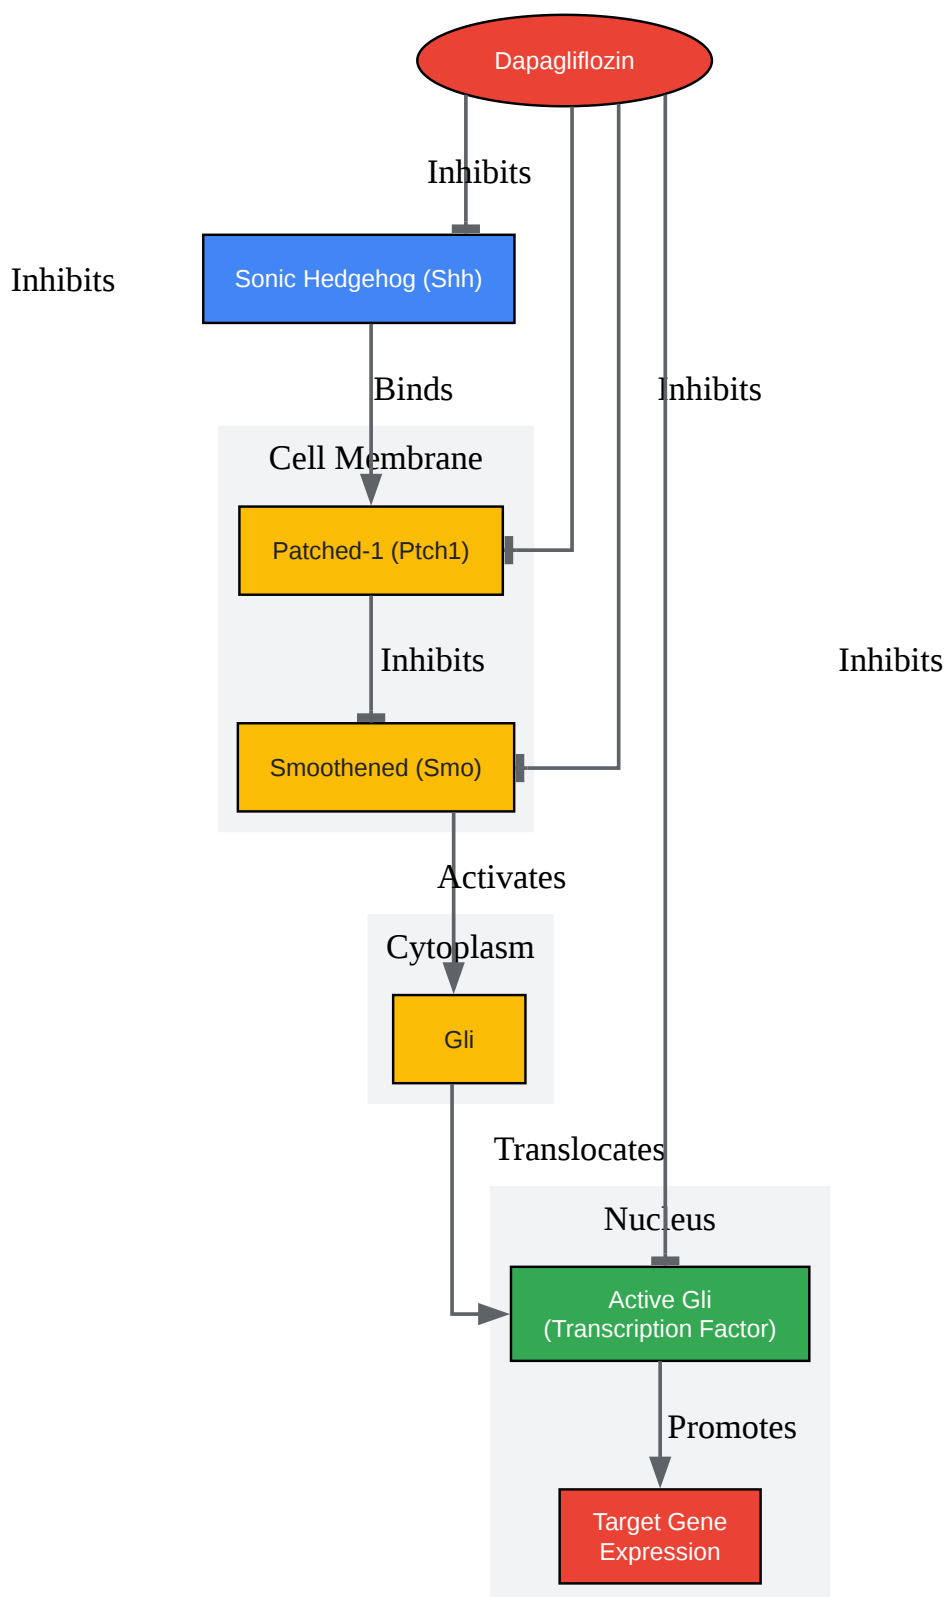 Dapagliflozin
Inhibits
Sonic Hedgehog (Shh)
Inhibits
Binds
Inhibits
Cell Membrane
Patched-1 (Ptch1)
Inhibits
Inhibits
Smoothened (Smo)
Activates
Cytoplasm
Gli
Translocates
Nucleus
Active Gli
(Transcription Factor)
Promotes
Target Gene
Expression